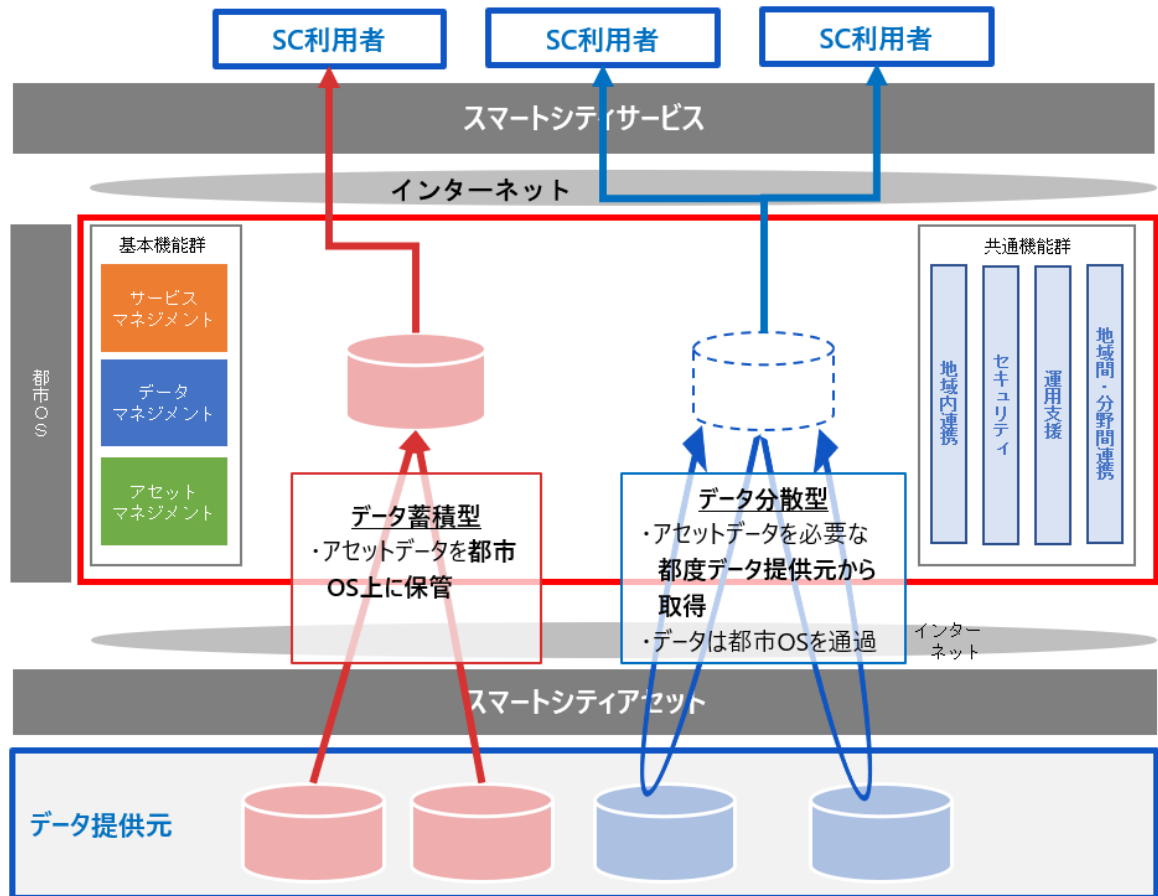 SC利用者
SC利用者
SC利用者
スマートシティサービス
インターネット
都市OS
基本機能群
サービス
マネジメント
データ
マネジメント
アセット
マネジメント
共通機能群
地域内連携
セキュリティ
運用支援
地域間・分野間連携
データ蓄積型
・アセットデータを都市
OS上に保管
データ分散型
・アセットデータを必要な
都度データ提供元から
取得
・データは都市OSを通過
インター
ネット
スマートシティアセット
データ提供元